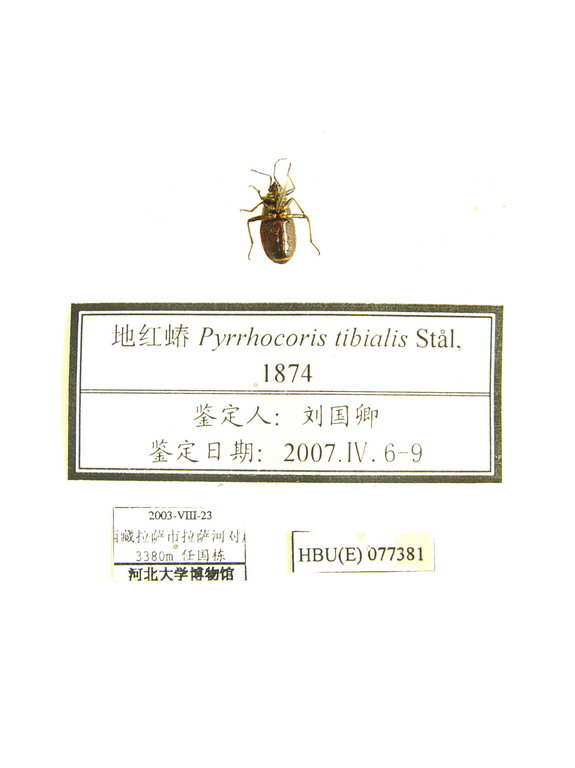 地红蝽 Pyrrhocoris tibialis Stål,
1874
鉴定人: 刘国卿
鉴定日期: 2007.IV.6-9
2003-VIII-23
藏拉萨市拉萨河对
3380m 任国栋
河北大学博物馆
HBU(E) 077381